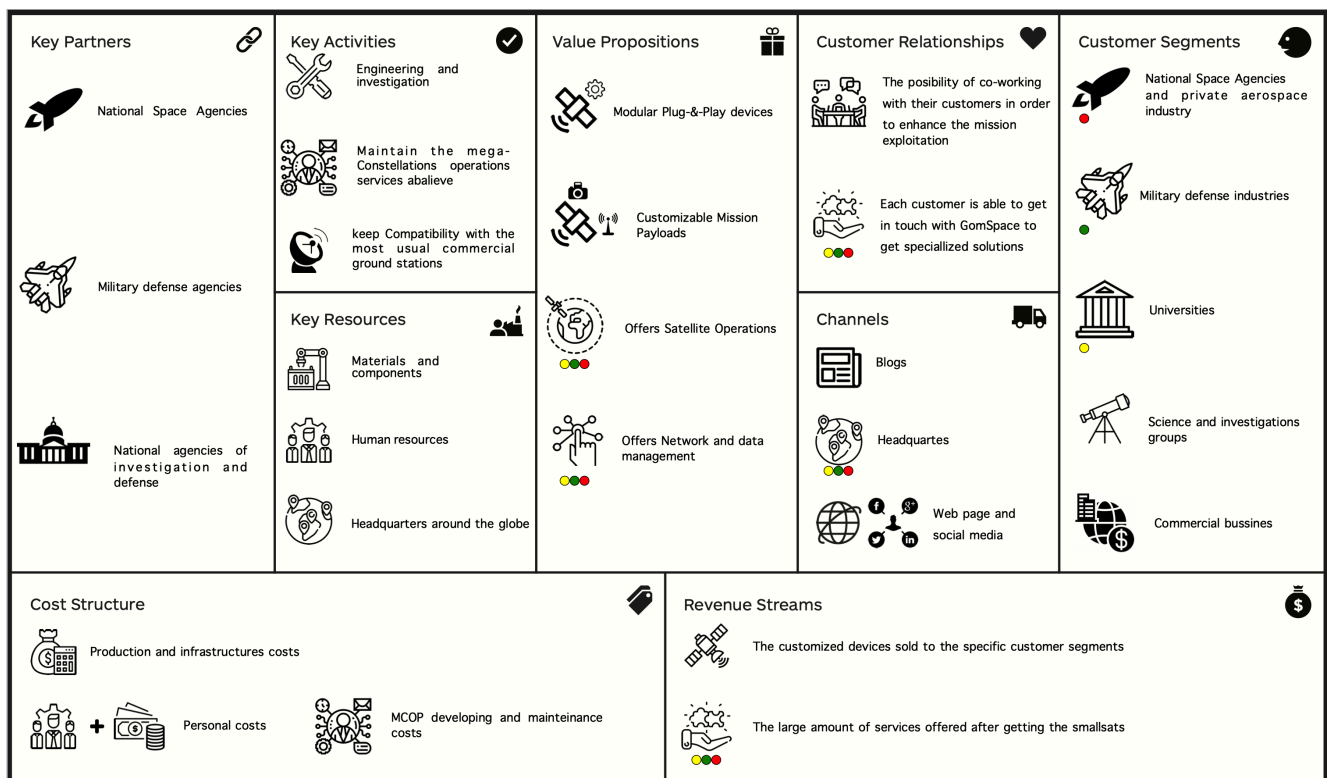 Key Partners
National Space Agencies
Military defense agencies
National agencies of
investigation and
defense
Key Activities
Engineering and
investigation
Maintain the mega-
Constellations operations
services abalieve
keep Compatibility with the
most usual commercial
ground stations
Key Resources
Materials and
components
Human resources
Headquarters around the globe
Value Propositions
Modular Plug-&-Play devices
Customizable Mission
Payloads
Offers Satellite Operations
Offers Network and data
management
Customer Relationships
The posibility of co-working
with their customers in order
to enhance the mission
exploitation
Each customer is able to get
in touch with GomSpace to
get speciallized solutions
Channels
Blogs
Headquartes
Web page and
social media
Customer Segments
National Space Agencies
and private aerospace
industry
Military defense industries
Universities
Science and investigations
groups
Commercial bussines
Cost Structure
Production and infrastructures costs
Personal costs
MCOP developing and mainteinance
costs
Revenue Streams
The customized devices sold to the specific customer segments
The large amount of services offered after getting the smallsats